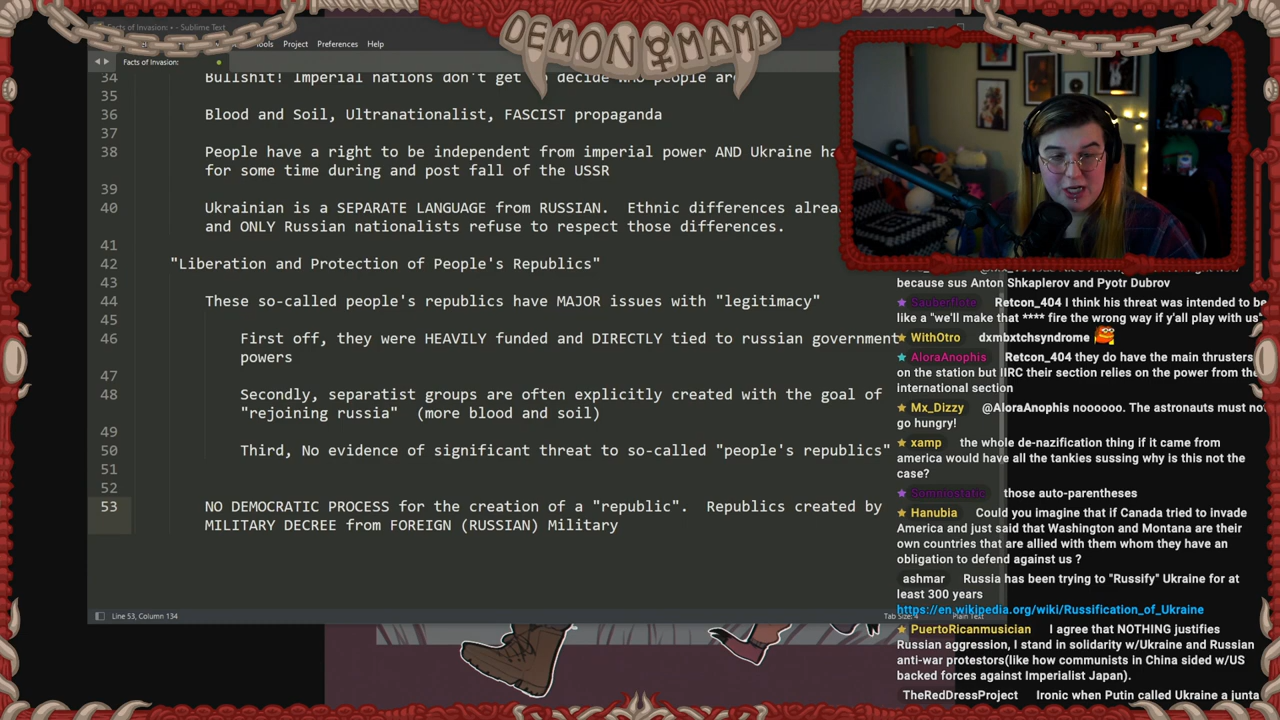 Facts of Invasion: • - Sublime Text
DEMON MAMA
Tools Project Preferences Help
Facts of Invasion:
34 Bullshit! Imperial nations don't get to decide who people are
35
36 Blood and Soil, Ultranationalist, FASCIST propaganda
37
38 People have a right to be independent from imperial power AND Ukraine
for some time during and post fall of the USSR
39
40 Ukrainian is a SEPARATE LANGUAGE from RUSSIAN. Ethnic differences
and ONLY Russian nationalists refuse to respect those differences.
41
42 "Liberation and Protection of People's Republics"
43
44 These so-called people's republics have MAJOR issues with "legitimacy"
45
46 First off, they were HEAVILY funded and DIRECTLY tied to russian government
powers
47
48 Secondly, separatist groups are often explicitly created with the goal of
"rejoining russia" (more blood and soil)
49
50 Third, No evidence of significant threat to so-called "people's republics"
51
52
53 NO DEMOCRATIC PROCESS for the creation of a "republic". Republics created by
MILITARY DECREE from FOREIGN (RUSSIAN) Military
Line 53, Column 134
Tab Size: 4 Plain Text
because sus Anton Shkaplerov and Pyotr Dubrov
Sauberflote Retcon_404 I think his threat was intended to be
like a "we'll make that **** fire the wrong way if y'all play with us"
WithOtro dxmbxtchsyndrome
AloraAnophis Retcon_404 they do have the main thrusters
on the station but IIRC their section relies on the power from the
international section
Mx_Dizzy @AloraAnophis noooooo. The astronauts must not
go hungry!
xamp the whole de-nazification thing if it came from
america would have all the tankies sussing why is this not the
case?
Somniostatic those auto-parentheses
Hanubia Could you imagine that if Canada tried to invade
America and just said that Washington and Montana are their
own countries that are allied with them whom they have an
obligation to defend against us ?
ashmar Russia has been trying to "Russify" Ukraine for at
least 300 years
https://en.wikipedia.org/wiki/Russification_of_Ukraine
PuertoRicanmusician I agree that NOTHING justifies
Russian aggression, I stand in solidarity w/Ukraine and Russian
anti-war protestors(like how communists in China sided w/US
backed forces against Imperialist Japan).
TheRedDressProject Ironic when Putin called Ukraine a junta